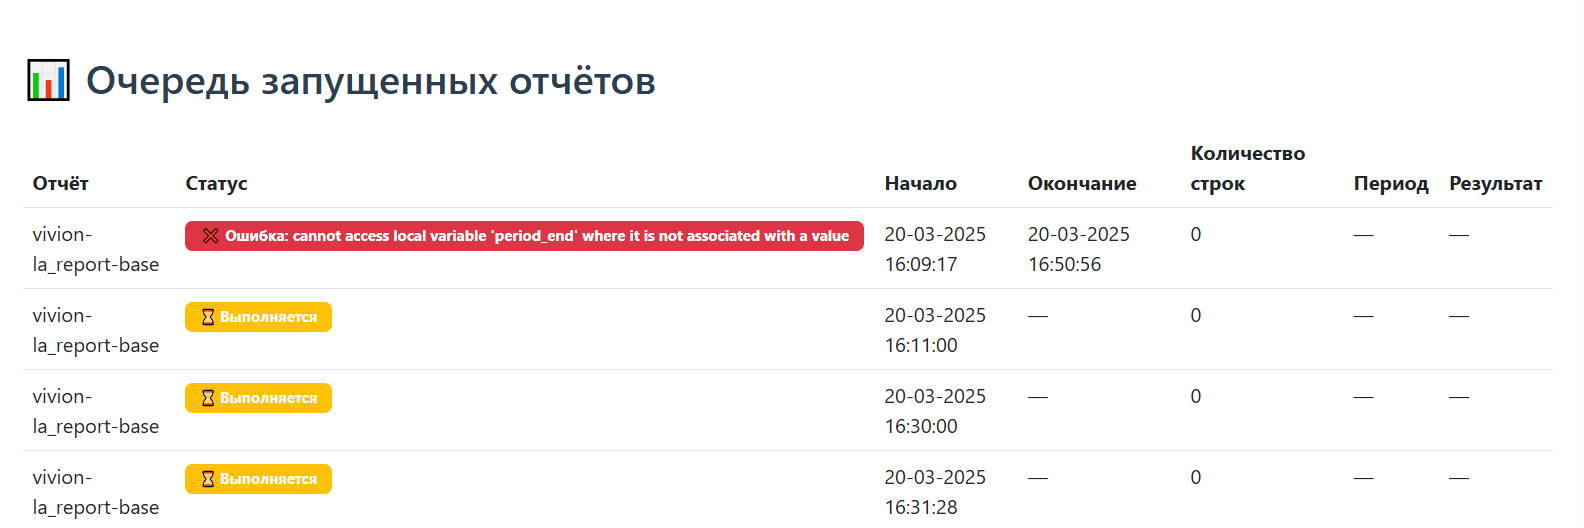 Очередь запущенных отчётов
Отчёт Статус Начало Окончание Количество строк Период Результат
vivion-la_report-base Ошибка: cannot access local variable 'period_end' where it is not associated with a value 20-03-2025 16:09:17 20-03-2025 16:50:56 0 — —
vivion-la_report-base Выполняется 20-03-2025 16:11:00 — 0 — —
vivion-la_report-base Выполняется 20-03-2025 16:30:00 — 0 — —
vivion-la_report-base Выполняется 20-03-2025 16:31:28 — 0 — —